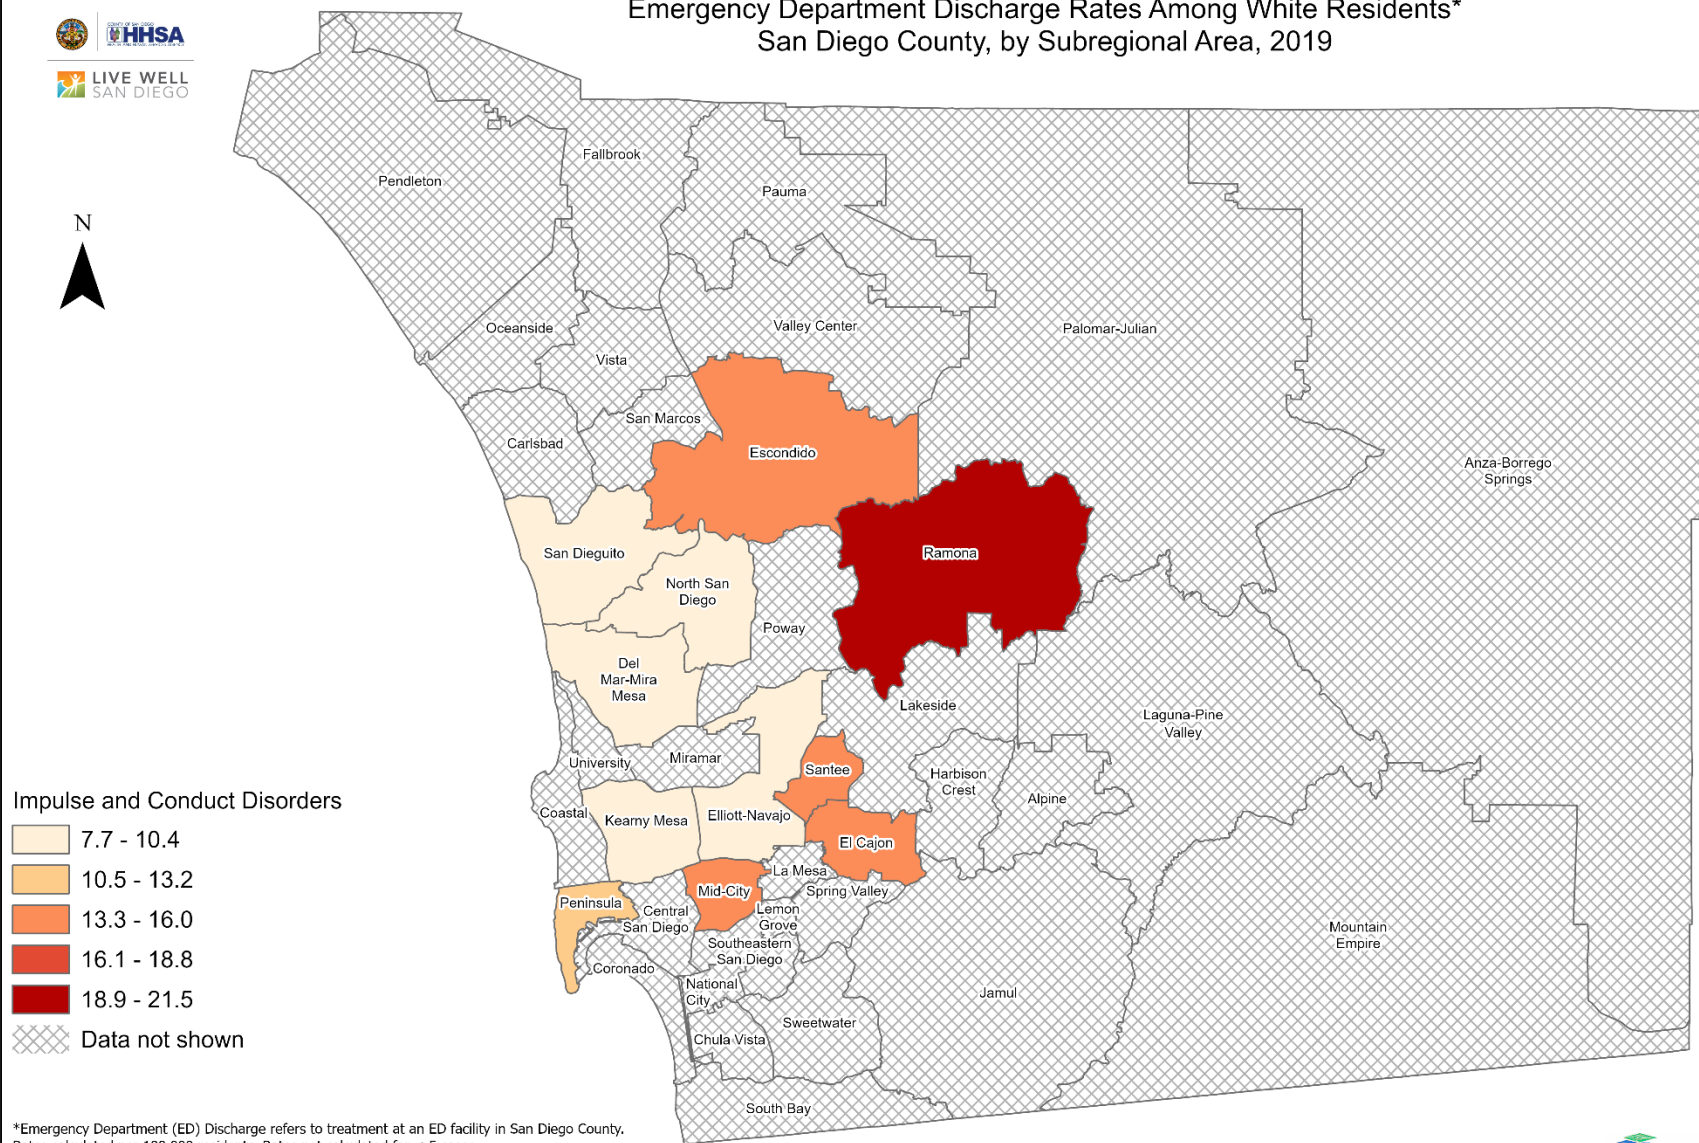 Emergency Department Discharge Rates Among White Residents*
San Diego County, by Subregional Area, 2019
HHSA
LIVE WELL
SAN DIEGO
N
Fallbrook
Pendleton
Pauma
Oceanside
Valley Center
Palomar-Julian
Vista
San Marcos
Carlsbad
Escondido
Anza-Borrego
Springs
San Dieguito
Ramona
North San
Diego
Poway
Del
Mar-Mira
Mesa
Lakeside
Laguna-Pine
Valley
University
Miramar
Santee
Harbison
Crest
Alpine
Coastal
Kearny Mesa
Elliott-Navajo
El Cajon
La Mesa
Mid-City
Spring Valley
Peninsula
Central
San Diego
Lemon
Grove
Mountain
Empire
Southeastern
San Diego
Coronado
National
City
Jamul
Sweetwater
Chula Vista
South Bay
Impulse and Conduct Disorders
7.7 - 10.4
10.5 - 13.2
13.3 - 16.0
16.1 - 18.8
18.9 - 21.5
Data not shown
*Emergency Department (ED) Discharge refers to treatment at an ED facility in San Diego County.